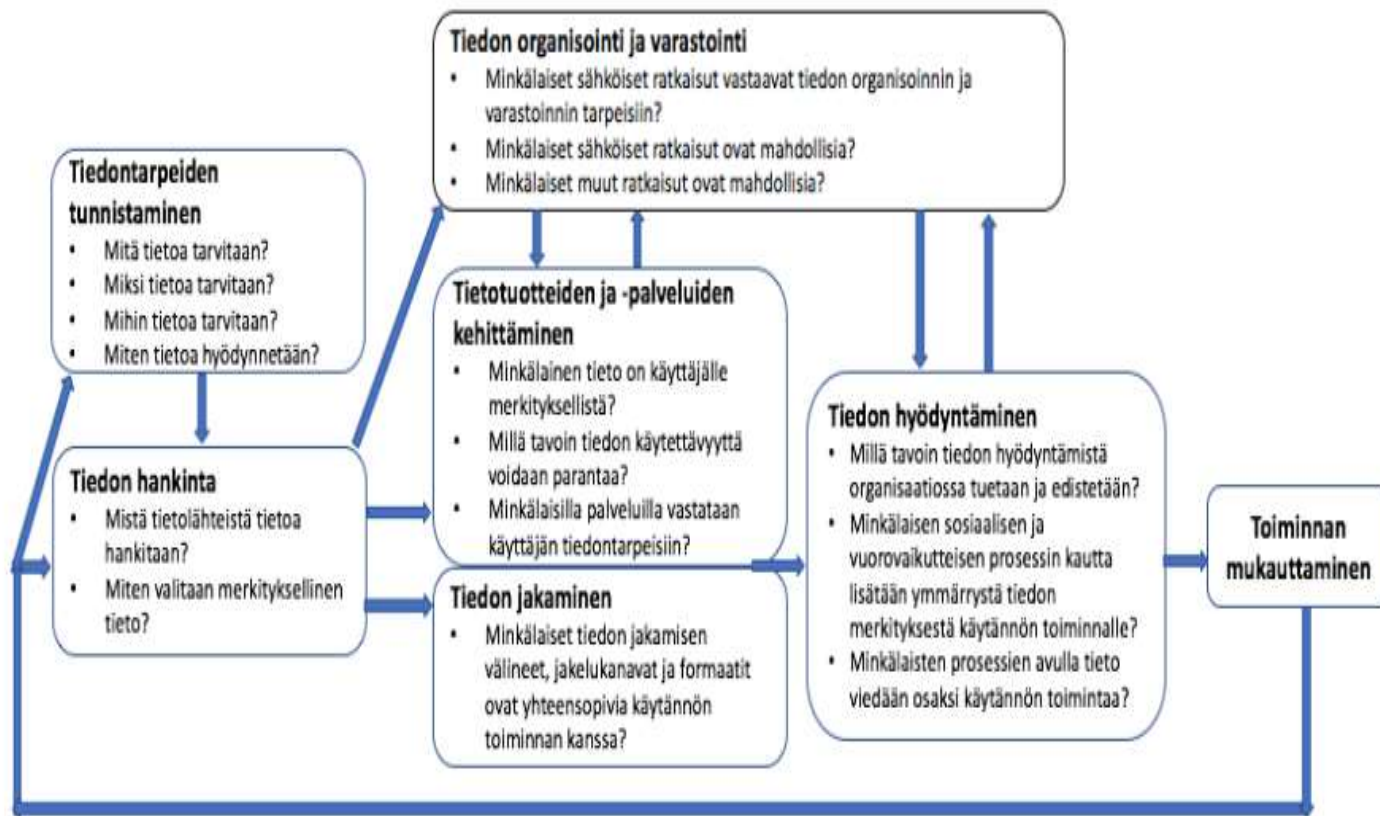 Tiedon organisointi ja varastointi
• Minkälaiset sähköiset ratkaisut vastaavat tiedon organisoinnin ja
varastoinnin tarpeisiin?
• Minkälaiset sähköiset ratkaisut ovat mahdollisia?
• Minkälaiset muut ratkaisut ovat mahdollisia?
Tiedontarpeiden
tunnistaminen
• Mitä tietoa tarvitaan?
• Miksi tietoa tarvitaan?
• Mihin tietoa tarvitaan?
• Miten tietoa hyödynnetään?
Tiedon hankinta
• Mistä tietolähteistä tietoa
hankitaan?
• Miten valitaan merkityksellinen
tieto?
Tietotuotteiden ja -palveluiden
kehittäminen
• Minkälainen tieto on käyttäjälle
merkityksellistä?
• Millä tavoin tiedon käytettävyyttä
voidaan parantaa?
• Minkälaisilla palveluilla vastataan
käyttäjän tiedontarpeisiin?
Tiedon jakaminen
• Minkälaiset tiedon jakamisen
välineet, jakelukanavat ja formaatit
ovat yhteensopivia käytännön
toiminnan kanssa?
Tiedon hyödyntäminen
• Millä tavoin tiedon hyödyntämistä
organisaatiossa tuetaan ja edistetään?
• Minkälaisen sosiaalisen ja
vuorovaikutteisen prosessin kautta
lisätään ymmärrystä tiedon
merkityksestä käytännön toiminnalle?
• Minkälaisten prosessien avulla tieto
viedään osaksi käytännön toimintaa?
Toiminnan
mukauttaminen